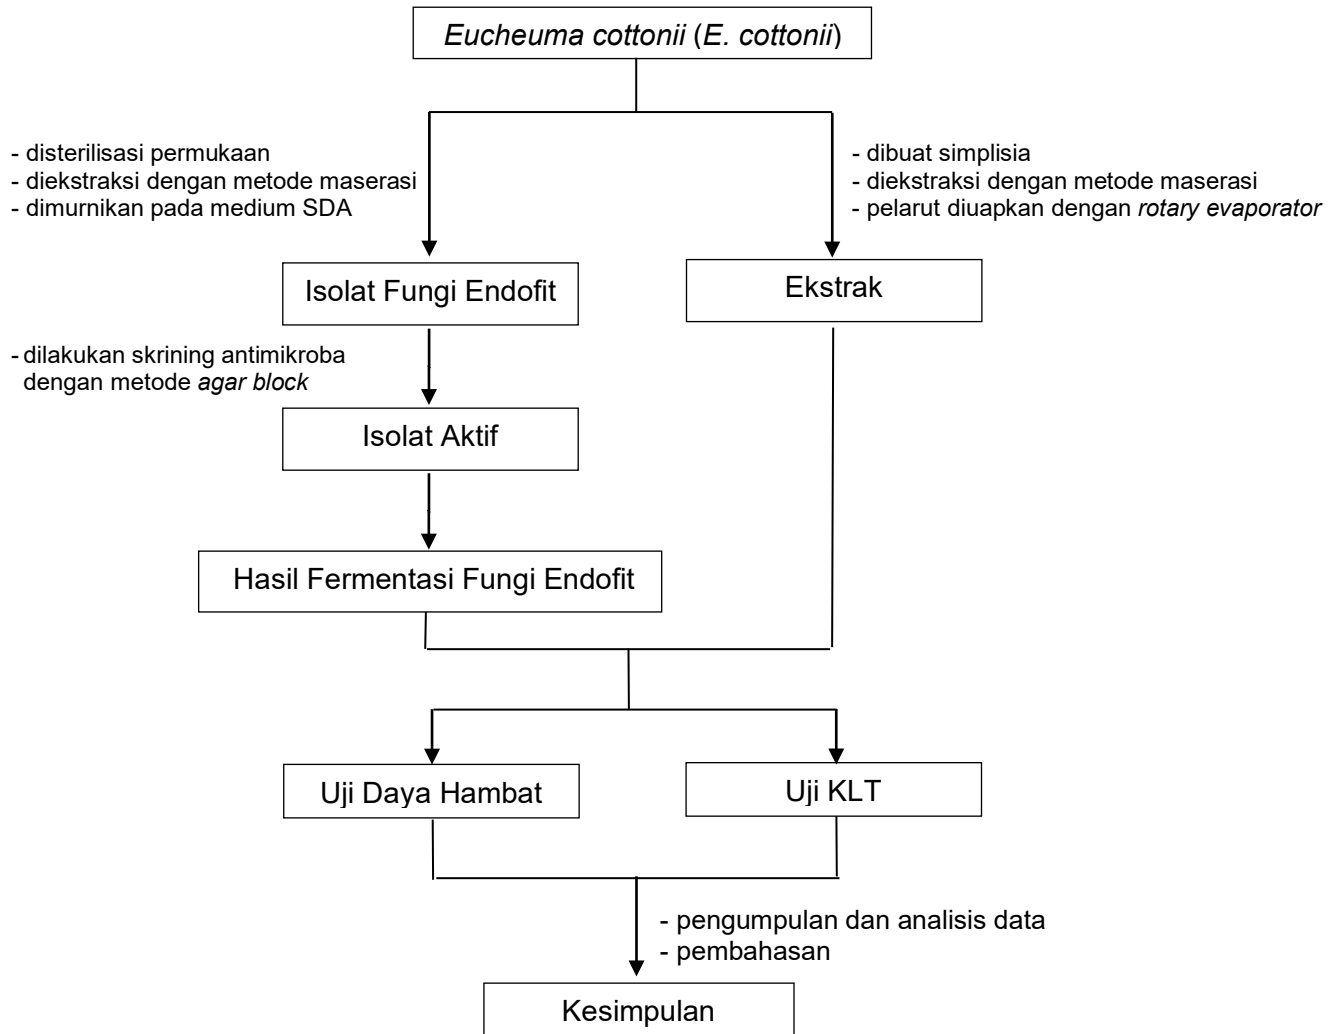 Eucheuma cottonii (E. cottonii)
- disterilisasi permukaan
- diekstraksi dengan metode maserasi
- dimurnikan pada medium SDA
- dibuat simplisia
- diekstraksi dengan metode maserasi
- pelarut diuapkan dengan rotary evaporator
Isolat Fungi Endofit
Ekstrak
- dilakukan skrining antimikroba
dengan metode agar block
Isolat Aktif
Hasil Fermentasi Fungi Endofit
Uji Daya Hambat
Uji KLT
- pengumpulan dan analisis data
- pembahasan
Kesimpulan